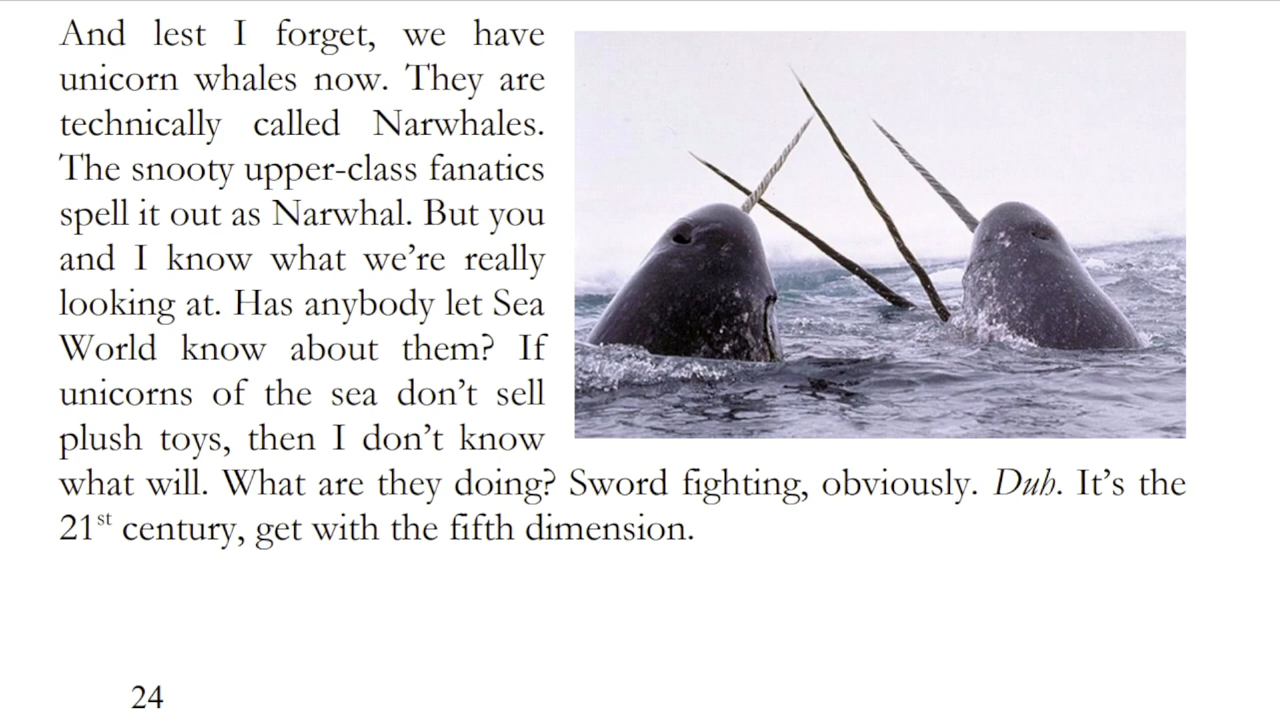 And lest I forget, we have
unicorn whales now. They are
technically called Narwhales.
The snooty upper-class fanatics
spell it out as Narwhal. But you
and I know what we're really
looking at. Has anybody let Sea
World know about them? If
unicorns of the sea don't sell
plush toys, then I don't know
what will. What are they doing? Sword fighting, obviously. Duh. It's the
21st century, get with the fifth dimension.
24